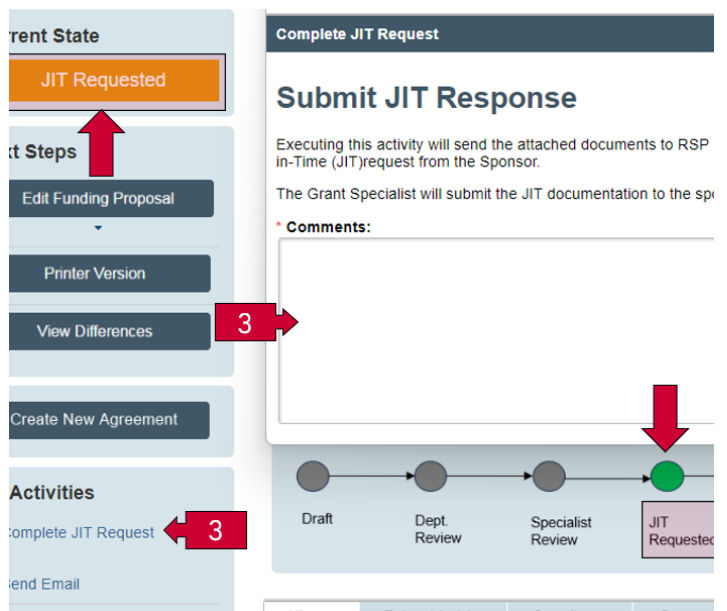 rrent State
JIT Requested
xt Steps
Edit Funding Proposal
Printer Version
View Differences
Create New Agreement
Activities
omplete JIT Request
3
end Email
Complete JIT Request
Submit JIT Response
Executing this activity will send the attached documents to RSP
in-Time (JIT)request from the Sponsor.
The Grant Specialist will submit the JIT documentation to the spo
* Comments:
3
Draft
Dept.
Review
Specialist
Review
JIT
Requested